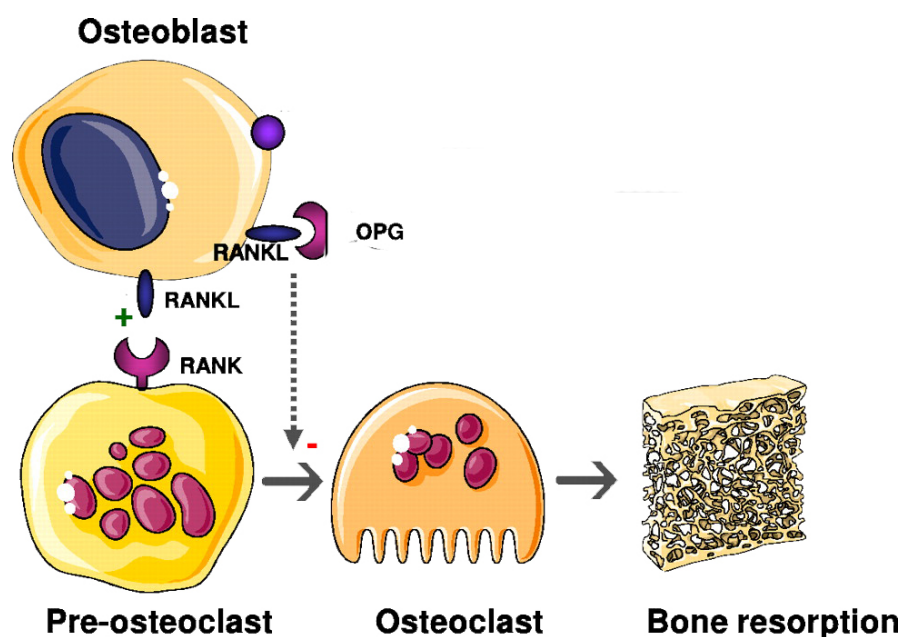 Osteoblast
RANKL
OPG
RANKL
+
RANK
-
Pre-osteoclast
Osteoclast
Bone resorption